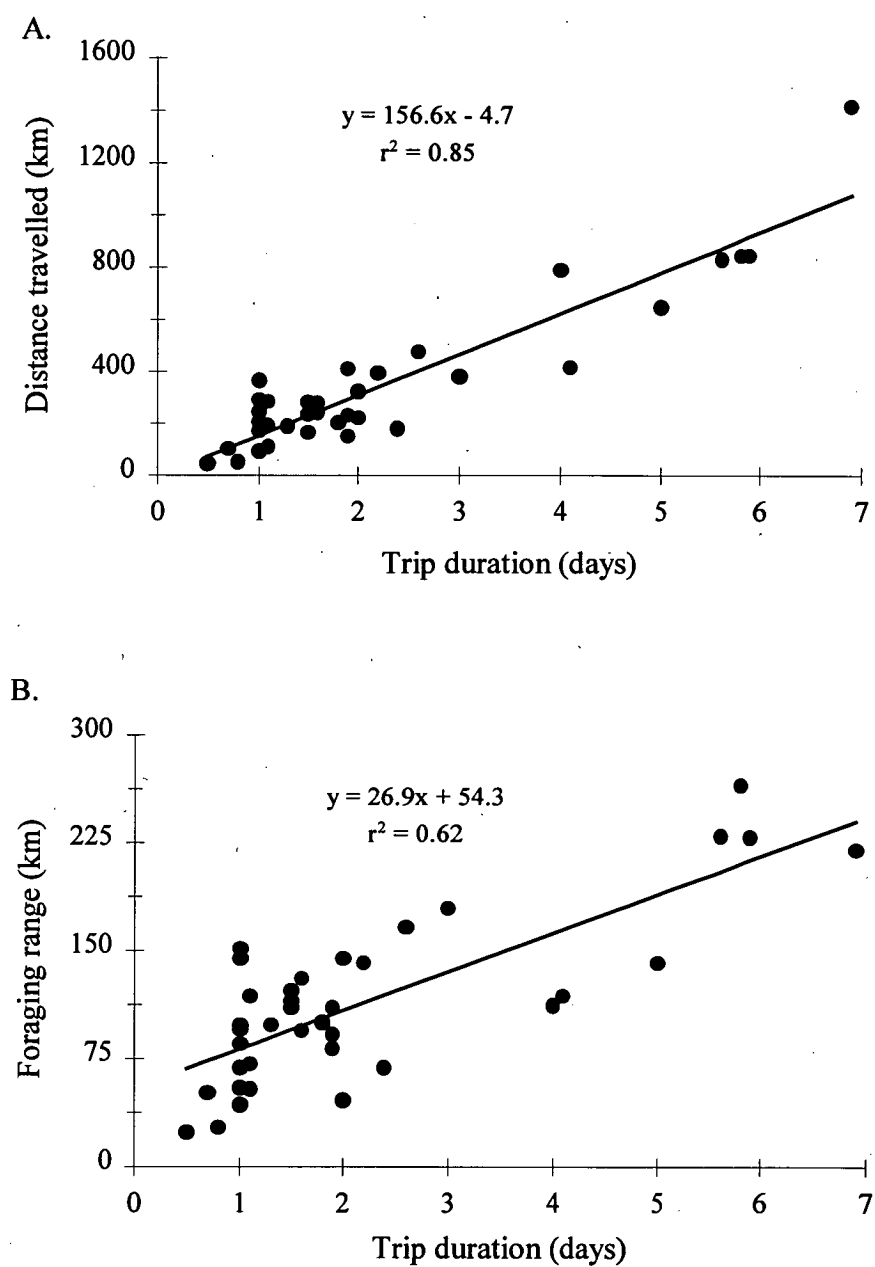 A.
1600
1200
800
400
0
Distance travelled (km)
y = 156.6x - 4.7
r² = 0.85
0 1 2 3 4 5 6 7
Trip duration (days)
B.
300
225
150
75
0
Foraging range (km)
y = 26.9x + 54.3
r² = 0.62
0 1 2 3 4 5 6 7
Trip duration (days)